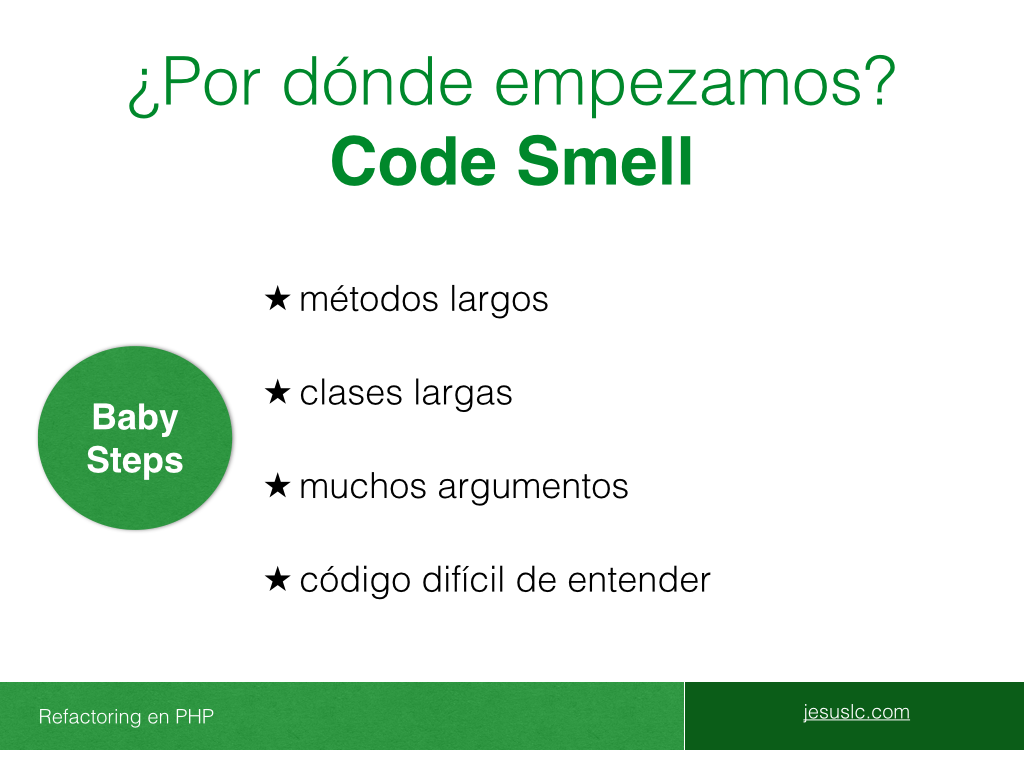 ¿Por dónde empezamos?
Code Smell
★ métodos largos
★ clases largas
Baby
Steps
★ muchos argumentos
★ código difícil de entender
Refactoring en PHP
jesuslc.com